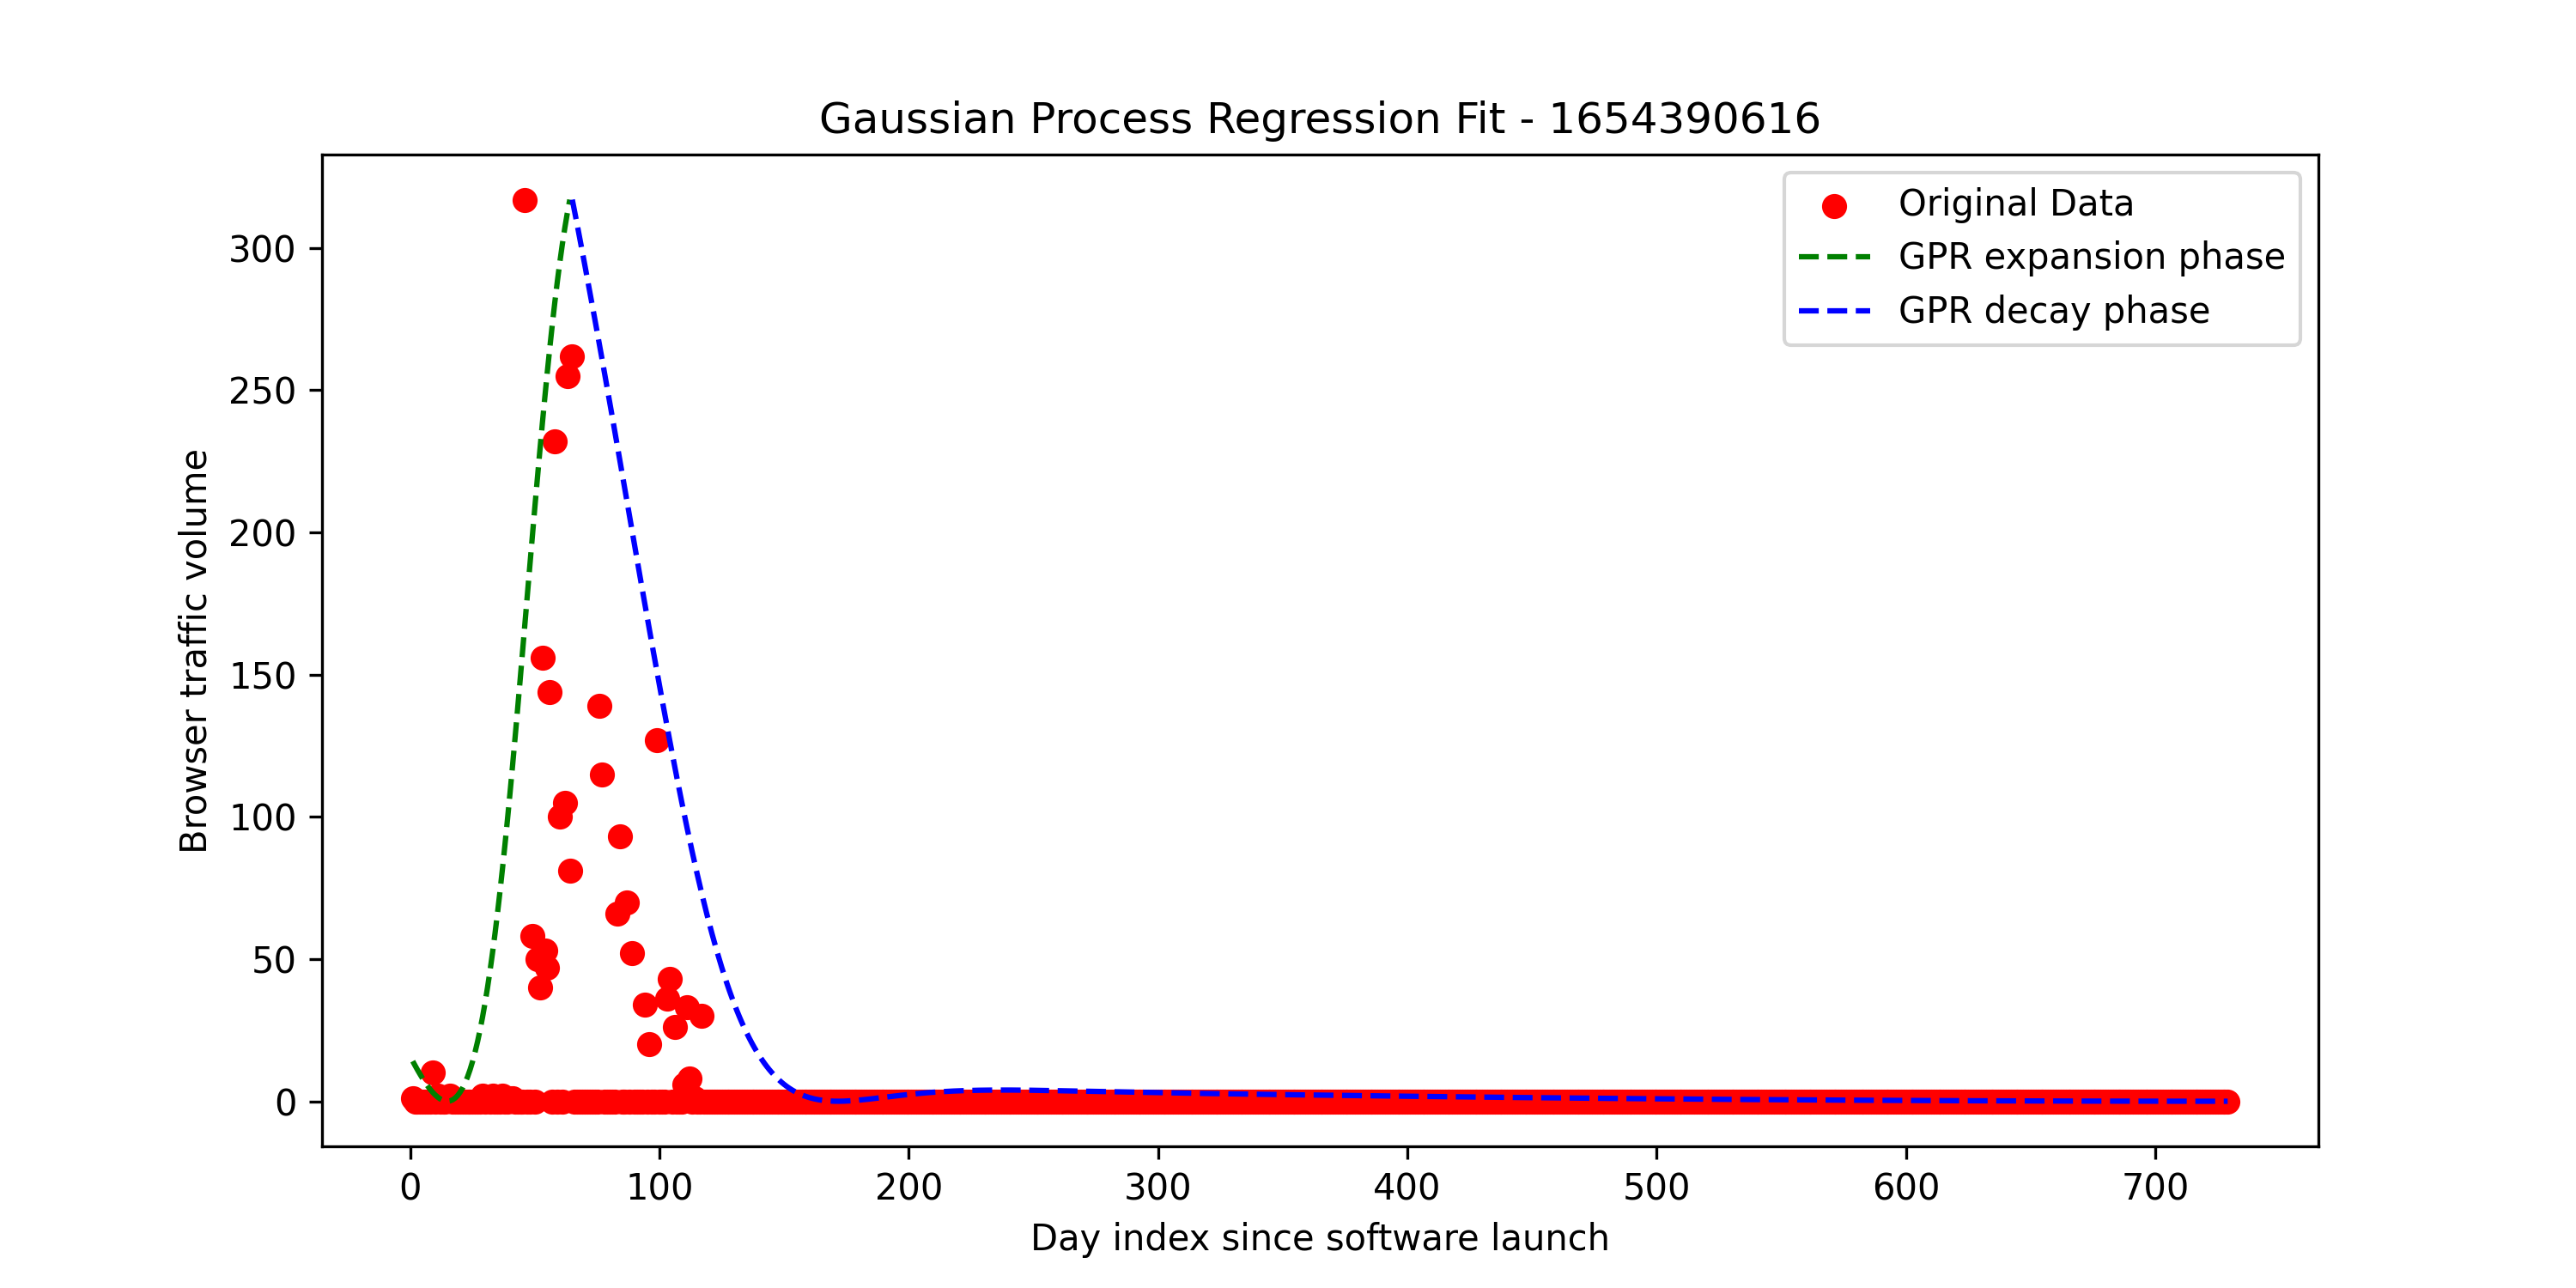 Gaussian Process Regression Fit - 1654390616
Original Data
GPR expansion phase
GPR decay phase
Browser traffic volume
300
250
200
150
100
50
0
0 100 200 300 400 500 600 700
Day index since software launch